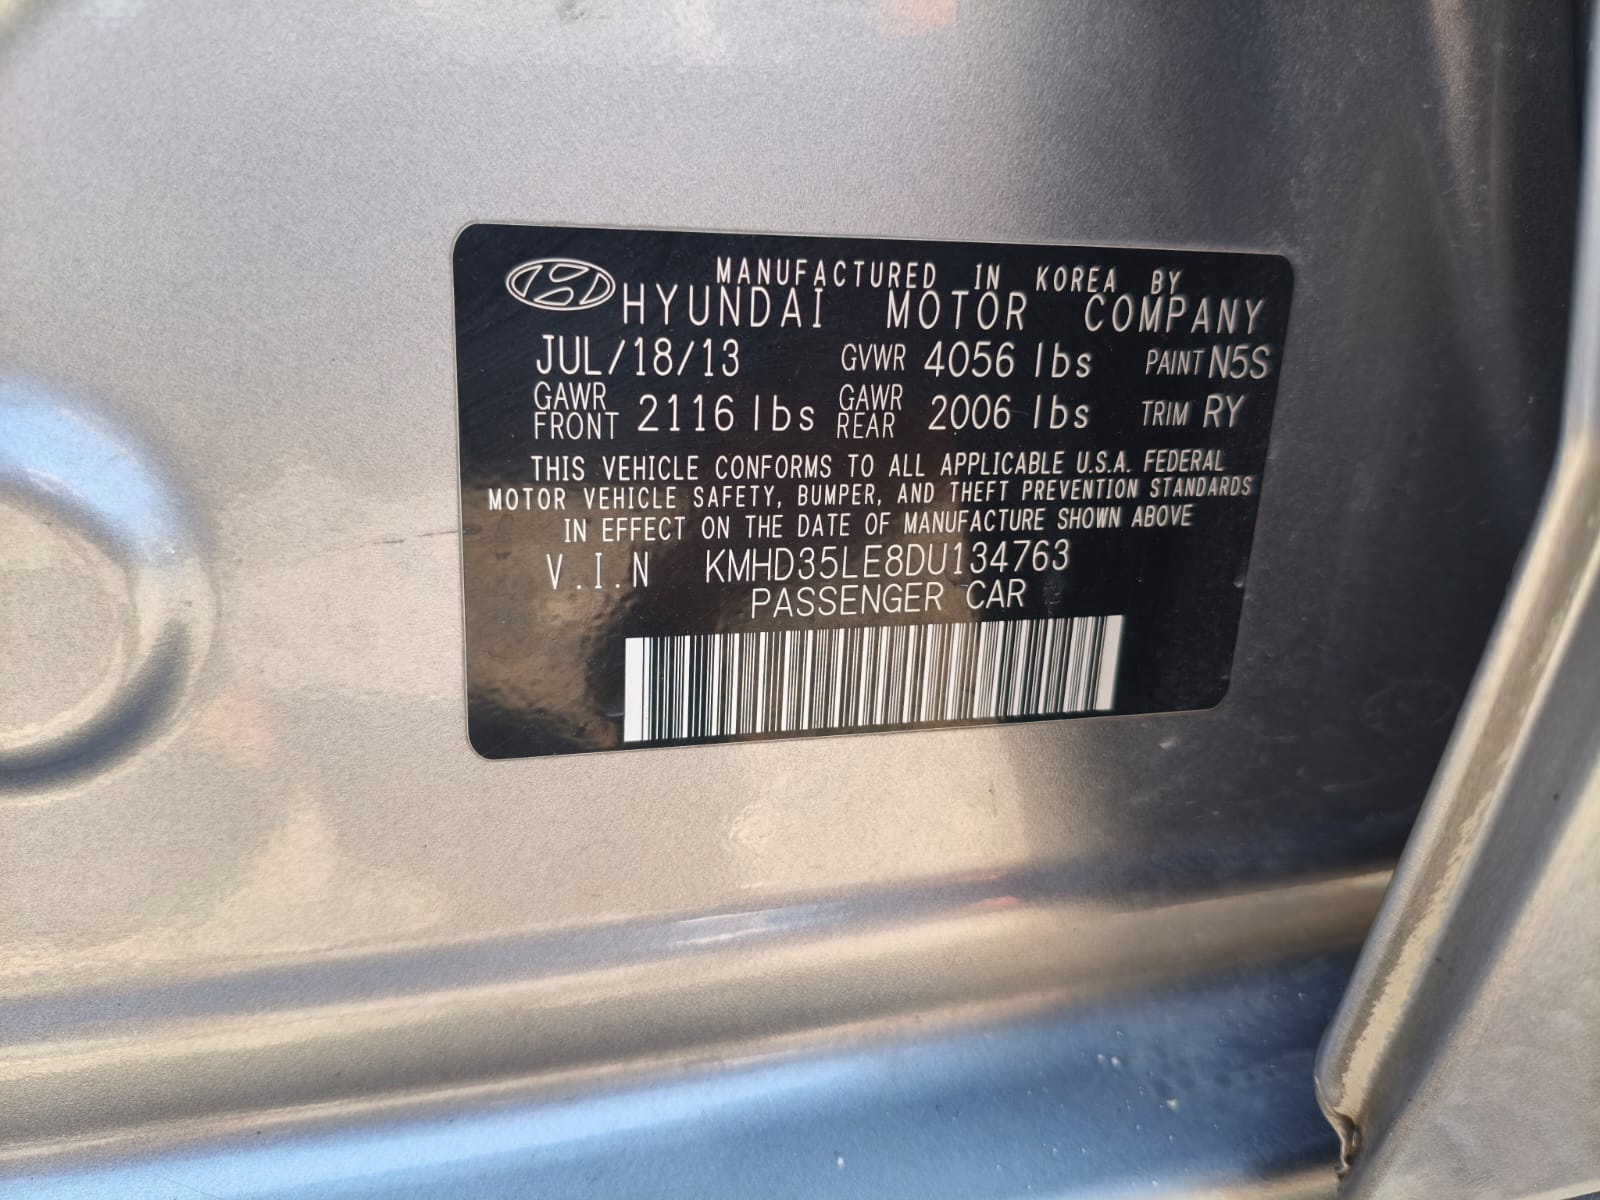 MANUFACTURED IN KOREA BY
HYUNDAI MOTOR COMPANY
JUL/18/13 GVWR 4056 lbs PAINT N5S
GAWR FRONT 2116 lbs GAWR REAR 2006 lbs TRIM RY
THIS VEHICLE CONFORMS TO ALL APPLICABLE U.S.A. FEDERAL
MOTOR VEHICLE SAFETY, BUMPER, AND THEFT PREVENTION STANDARDS
IN EFFECT ON THE DATE OF MANUFACTURE SHOWN ABOVE
V.I.N KMHD35LE8DU134763
PASSENGER CAR